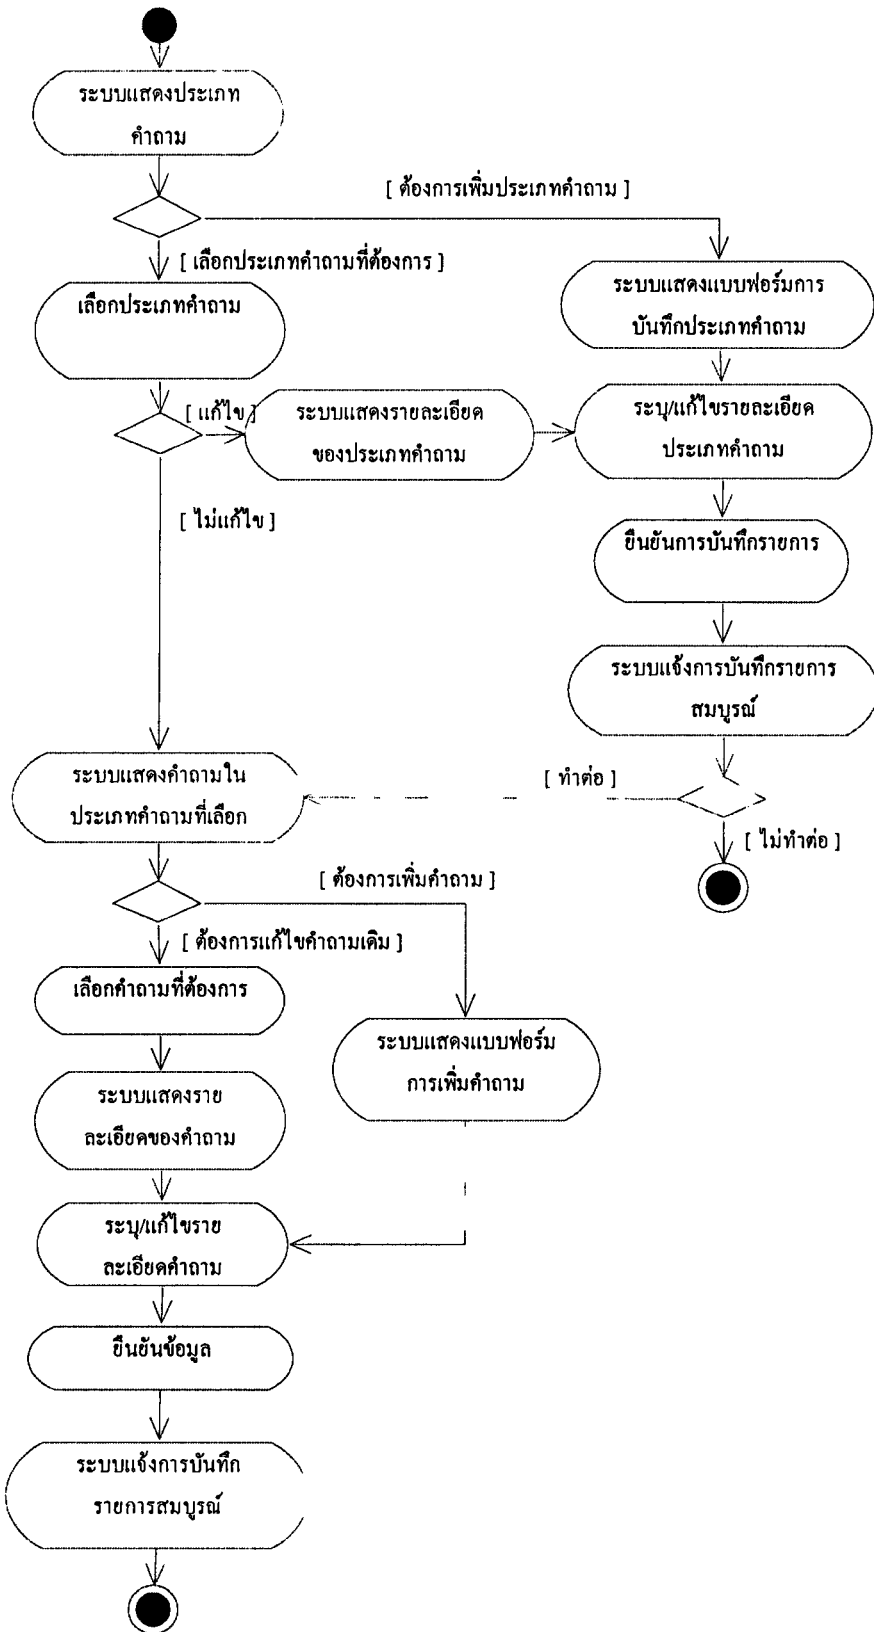 ระบบแสดงประเภท
คำถาม
[ ต้องการเพิ่มประเภทคำถาม ]
[ เลือกประเภทคำถามที่ต้องการ ]
เลือกประเภทคำถาม
ระบบแสดงแบบฟอร์มการ
บันทึกประเภทคำถาม
[ แก้ไข ]
ระบบแสดงรายละเอียด
ของประเภทคำถาม
ระบุ/แก้ไขรายละเอียด
ประเภทคำถาม
[ ไม่แก้ไข ]
ยืนยันการบันทึกรายการ
ระบบแจ้งการบันทึกรายการ
สมบูรณ์
ระบบแสดงคำถามใน
ประเภทคำถามที่เลือก
[ ทำต่อ ]
[ ไม่ทำต่อ ]
[ ต้องการเพิ่มคำถาม ]
[ ต้องการแก้ไขคำถามเดิม ]
เลือกคำถามที่ต้องการ
ระบบแสดงแบบฟอร์ม
การเพิ่มคำถาม
ระบบแสดงราย
ละเอียดของคำถาม
ระบุ/แก้ไขราย
ละเอียดคำถาม
ยืนยันข้อมูล
ระบบแจ้งการบันทึก
รายการสมบูรณ์